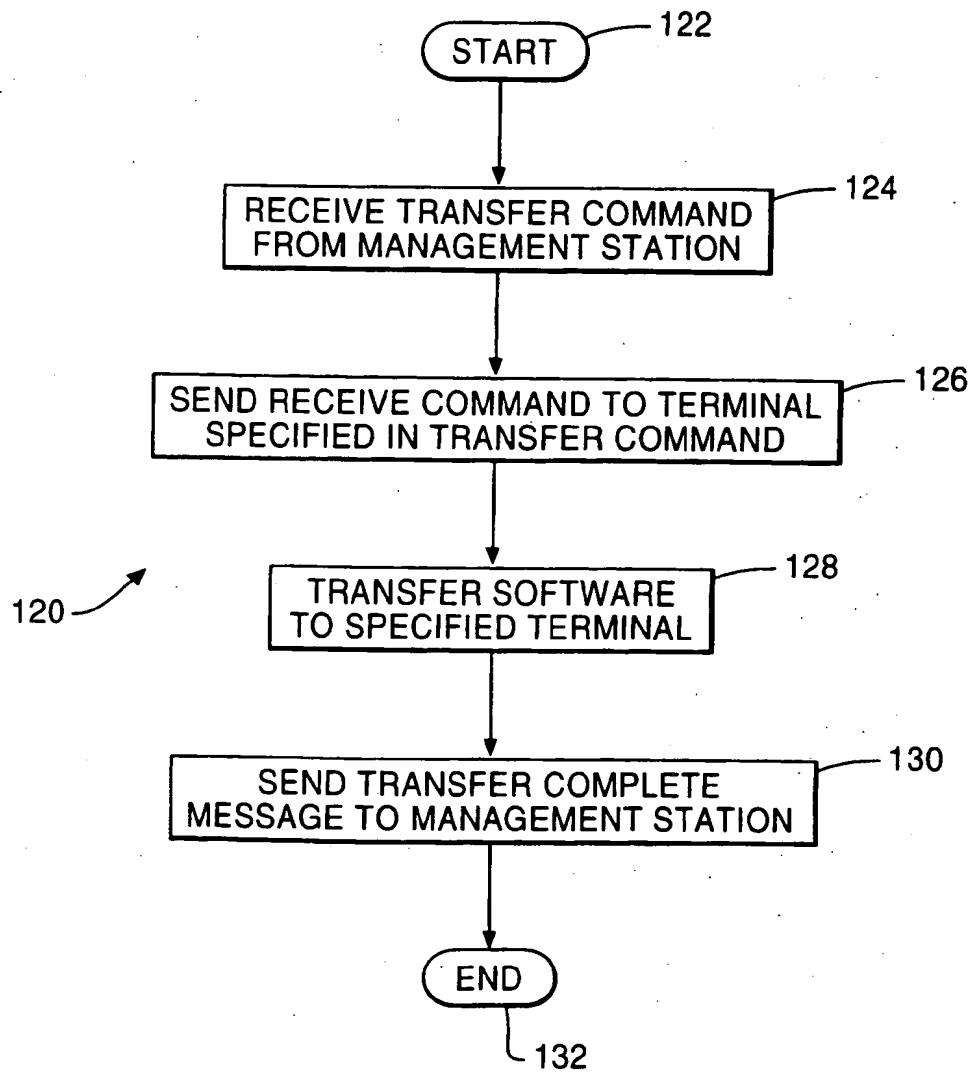 START
122
RECEIVE TRANSFER COMMAND
FROM MANAGEMENT STATION
124
SEND RECEIVE COMMAND TO TERMINAL
SPECIFIED IN TRANSFER COMMAND
126
120
TRANSFER SOFTWARE
TO SPECIFIED TERMINAL
128
SEND TRANSFER COMPLETE
MESSAGE TO MANAGEMENT STATION
130
END
132